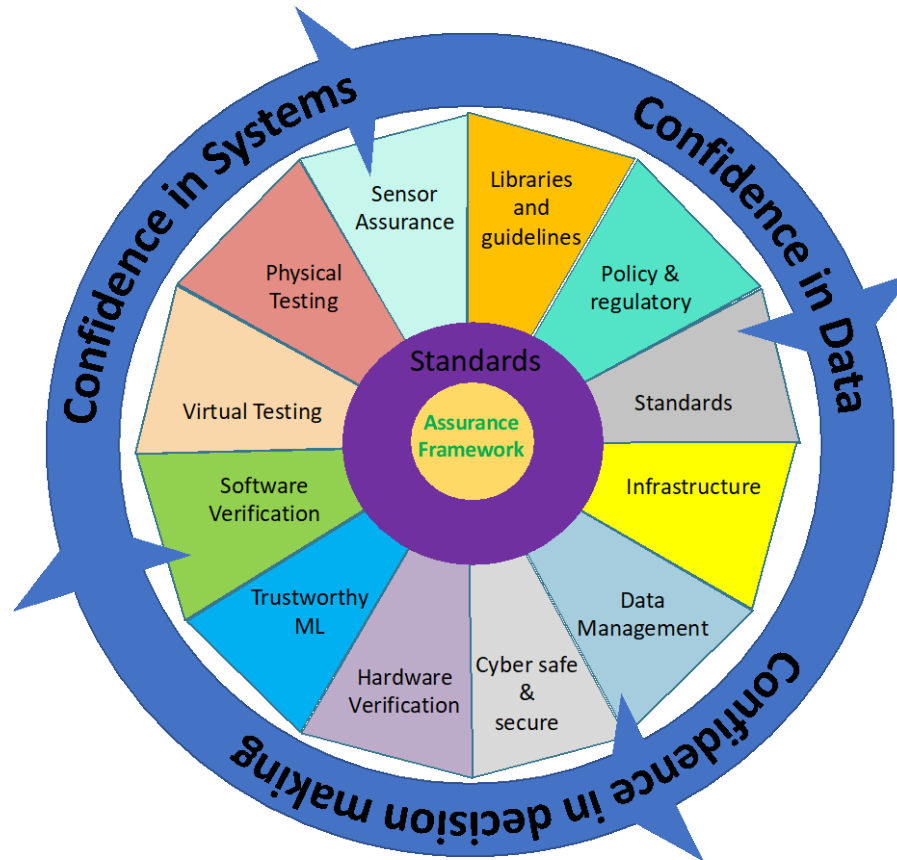 Confidence in Systems
Confidence in Data
Confidence in decision making
Sensor
Assurance
Libraries
and
guidelines
Policy &
regulatory
Standards
Infrastructure
Data
Management
Cyber safe
&
secure
Hardware
Verification
Trustworthy
ML
Software
Verification
Virtual Testing
Physical
Testing
Standards
Assurance
Framework